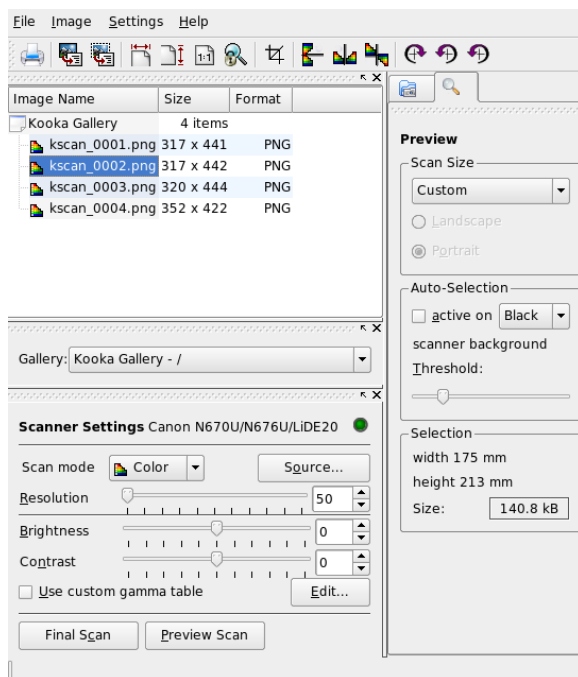 File Image Settings Help
1:1
Image Name Size Format
Kooka Gallery 4 items
kscan_0001.png 317 x 441 PNG
kscan_0002.png 317 x 442 PNG
kscan_0003.png 320 x 444 PNG
kscan_0004.png 352 x 422 PNG
Gallery: Kooka Gallery - /
Scanner Settings Canon N670U/N676U/LiDE20
Scan mode Color Source...
Resolution 50
Brightness 0
Contrast 0
Use custom gamma table Edit...
Final Scan Preview Scan
Preview
Scan Size
Custom
Landscape
Portrait
Auto-Selection
active on Black
scanner background
Threshold:
Selection
width 175 mm
height 213 mm
Size: 140.8 kB